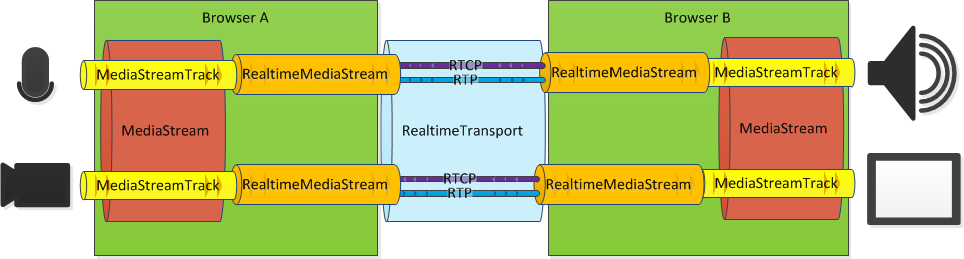 Browser A
Browser B
MediaStreamTrack
RealtimeMediaStream
RTCP
RTP
RealtimeMediaStream
MediaStreamTrack
MediaStream
RealtimeTransport
MediaStream
MediaStreamTrack
RealtimeMediaStream
RTCP
RTP
RealtimeMediaStream
MediaStreamTrack